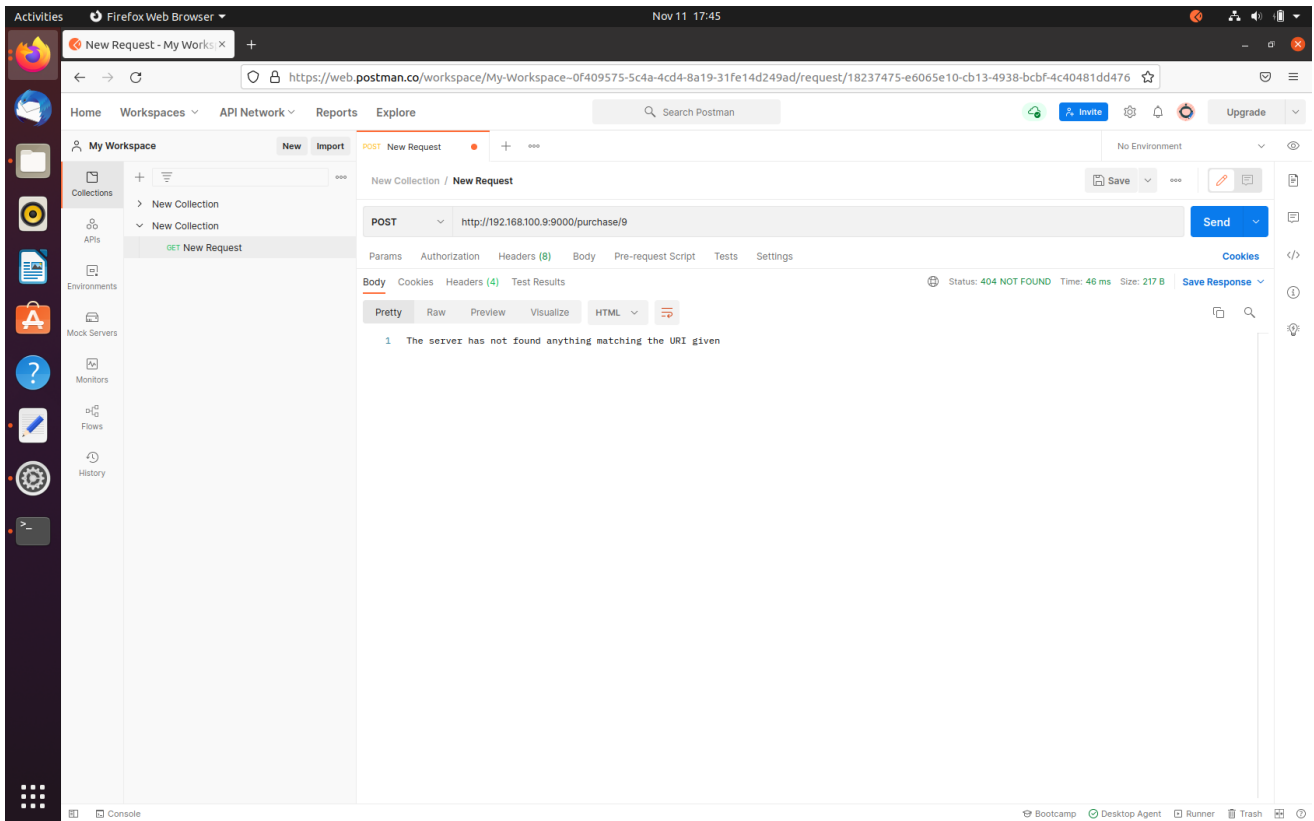 Activities Firefox Web Browser Nov 11 17:45
New Request - My Works
https://web.postman.co/workspace/My-Workspace~0f409575-5c4a-4cd4-8a19-31fe14d249ad/request/18237475-e6065e10-cb13-4938-bcbf-4c40481dd476
Home Workspaces API Network Reports Explore Search Postman Invite Upgrade
My Workspace New Import POST New Request No Environment
Collections
New Collection / New Request Save
New Collection
New Collection
GET New Request
APIs
Environments
Mock Servers
Monitors
Flows
History
POST http://192.168.100.9:9000/purchase/9 Send
Params Authorization Headers (8) Body Pre-request Script Tests Settings Cookies
Body Cookies Headers (4) Test Results Status: 404 NOT FOUND Time: 46 ms Size: 217 B Save Response
Pretty Raw Preview Visualize HTML
1 The server has not found anything matching the URI given
Console Bootcamp Desktop Agent Runner Trash